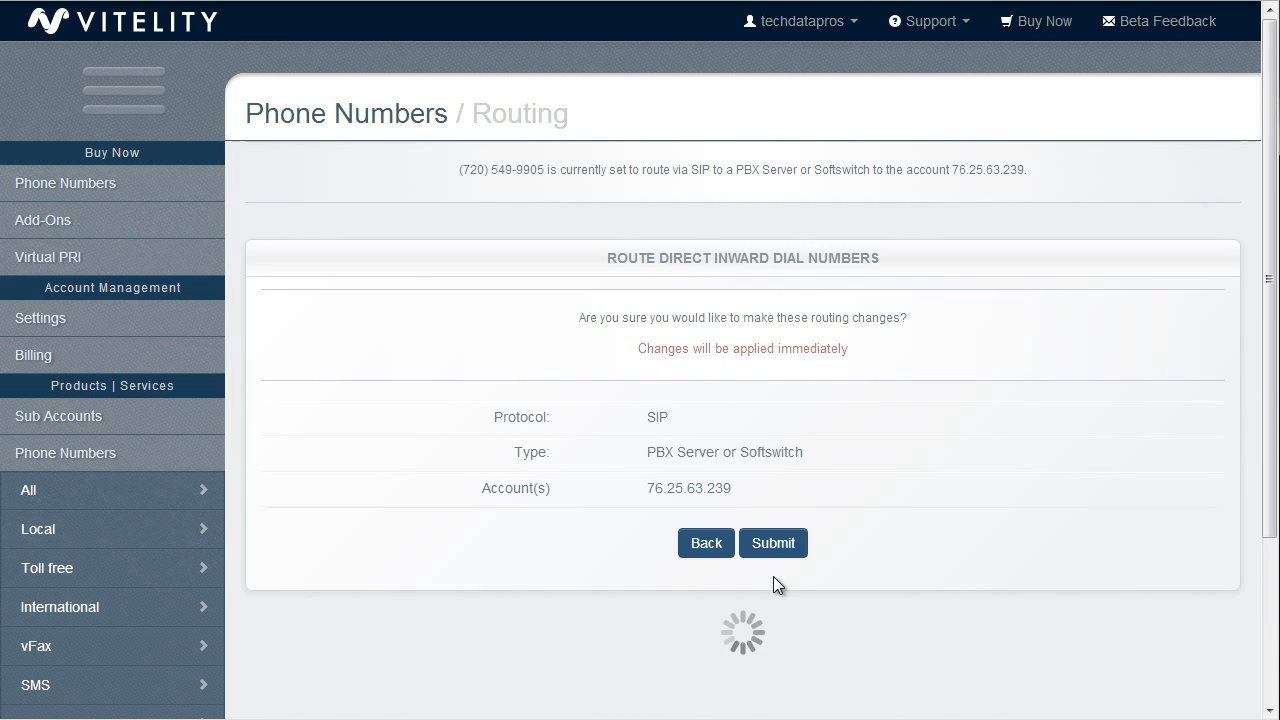 VITELITY
techdatapros
Support
Buy Now
Beta Feedback
Phone Numbers / Routing
Buy Now
Phone Numbers
Add-Ons
Virtual PRI
Account Management
Settings
Billing
Products | Services
Sub Accounts
Phone Numbers
All
Local
Toll free
International
vFax
SMS
(720) 549-9905 is currently set to route via SIP to a PBX Server or Softswitch to the account 76.25.63.239.
ROUTE DIRECT INWARD DIAL NUMBERS
Are you sure you would like to make these routing changes?
Changes will be applied immediately
Protocol: SIP
Type: PBX Server or Softswitch
Account(s) 76.25.63.239
Back Submit